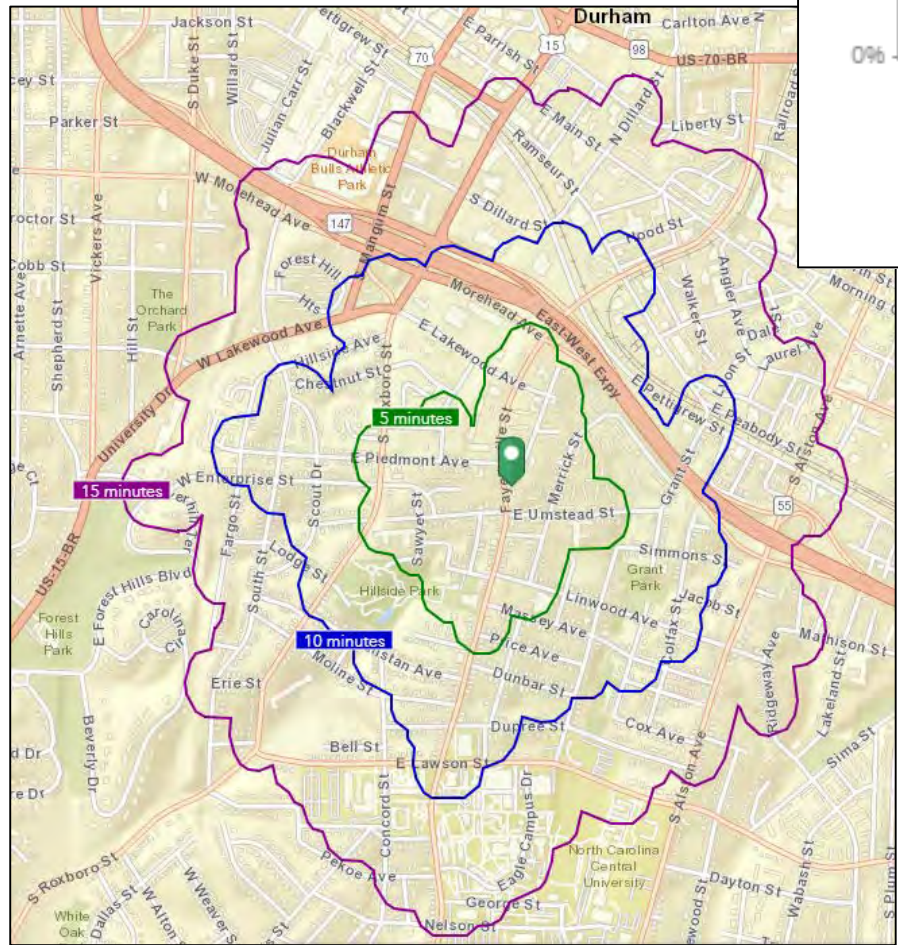 Durham
Carlton Ave
N
Jackson St
Pettigrew St
E Parrish St
15
98
70
US-70-BR
0%
S Duke St
Willard St
Julian Carr St
Blackwell St
cey St
Parker St
E Main St
N Dillard St
Liberty St
Railroad S
Ramseur St
Durham
Bulls Athletic
Park
W Morehead Ave
147
Mangum St
S Dillard St
Hood St
roctor St
Vickers Ave
Cobb St
Arnette Ave
Shepherd St
Hill St
The
Orchard
Park
Forest Hill
Hts
Morehead Ave
East-West Expy
Walker St
Angier Ave
Morning
Laurel Ave
Lyon St
W Lakewood Ave
Hillside Ave
Chestnut St
E Lakewood Ave
E Pettigrew St
E Peabody St
S Alston Ave
University Dr
5 minutes
E Piedmont Ave
Merrick St
Grant St
ge Ct
15 minutes
W Enterprise St
Scout Dr
Sawyer St
E Umstead St
55
Fargo St
South St
Lodge St
Simmons S
Grant
Park
US-15-BR
E Forest Hills Blvd
Hillside Park
Linwood Ave
Jacob St
Forest
Hills
Park
Carolina
Cir
10 minutes
Massey Ave
Price Ave
Dunbar St
Mathison St
Ridgeway Ave
Lakeland St
Moline St
Erie St
Beverly Dr
Dupree St
Cox Ave
Sima St
d Dr
Bell St
E Lawson St
re Dr
Concord St
Eagle Campus Dr
S Alston Ave
North Carolina
Central
University
S Roxboro St
Pekoe Ave
George St
Nelson St
Dayton St
Wabash St
S Plum
White
Oak
Dallas St
W Alton St
W Weaver S
ewood St